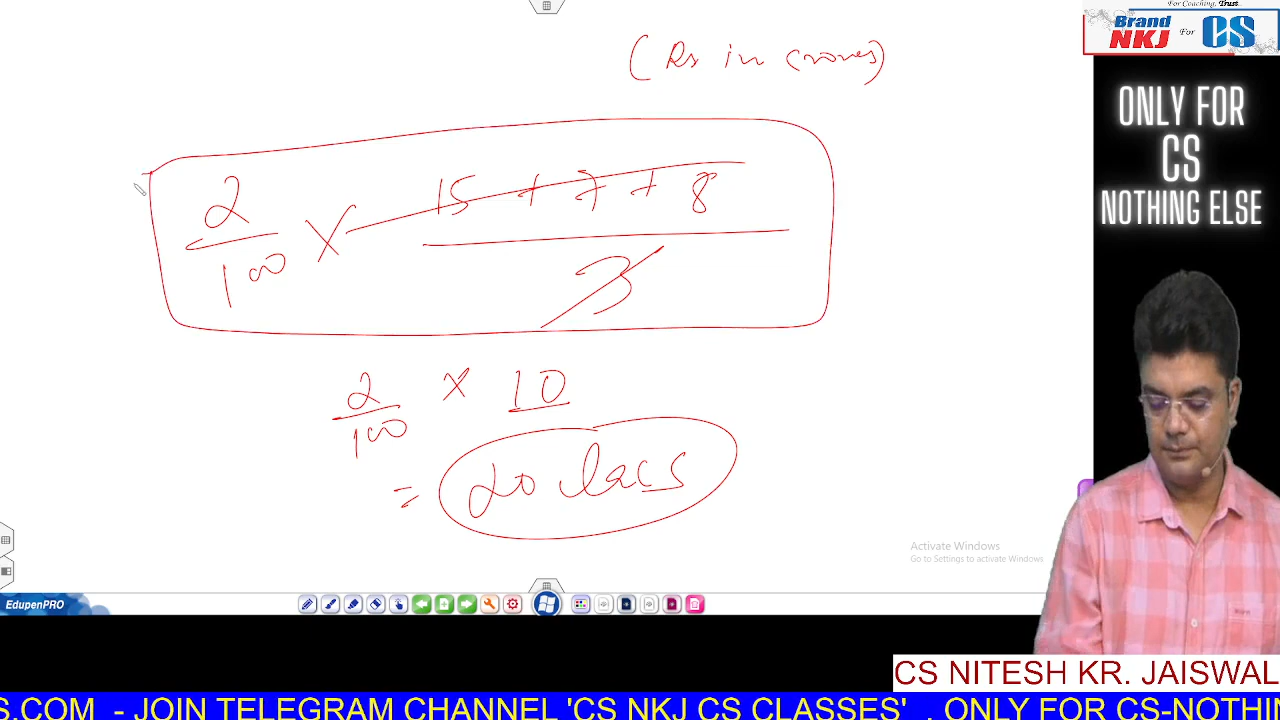 For Coaching, Trust...
Brand
NKJ
For
CS
(Rs in crores)
ONLY FOR
CS
NOTHING ELSE
2/100 × 15 + 7 + 8 / 3
2/100 × 10
= 20 lacs
Activate Windows
Go to Settings to activate Windows
EdupenPRO
CS NITESH KR. JAISWAL
S.COM - JOIN TELEGRAM CHANNEL 'CS NKJ CS CLASSES' , ONLY FOR CS-NOTHI